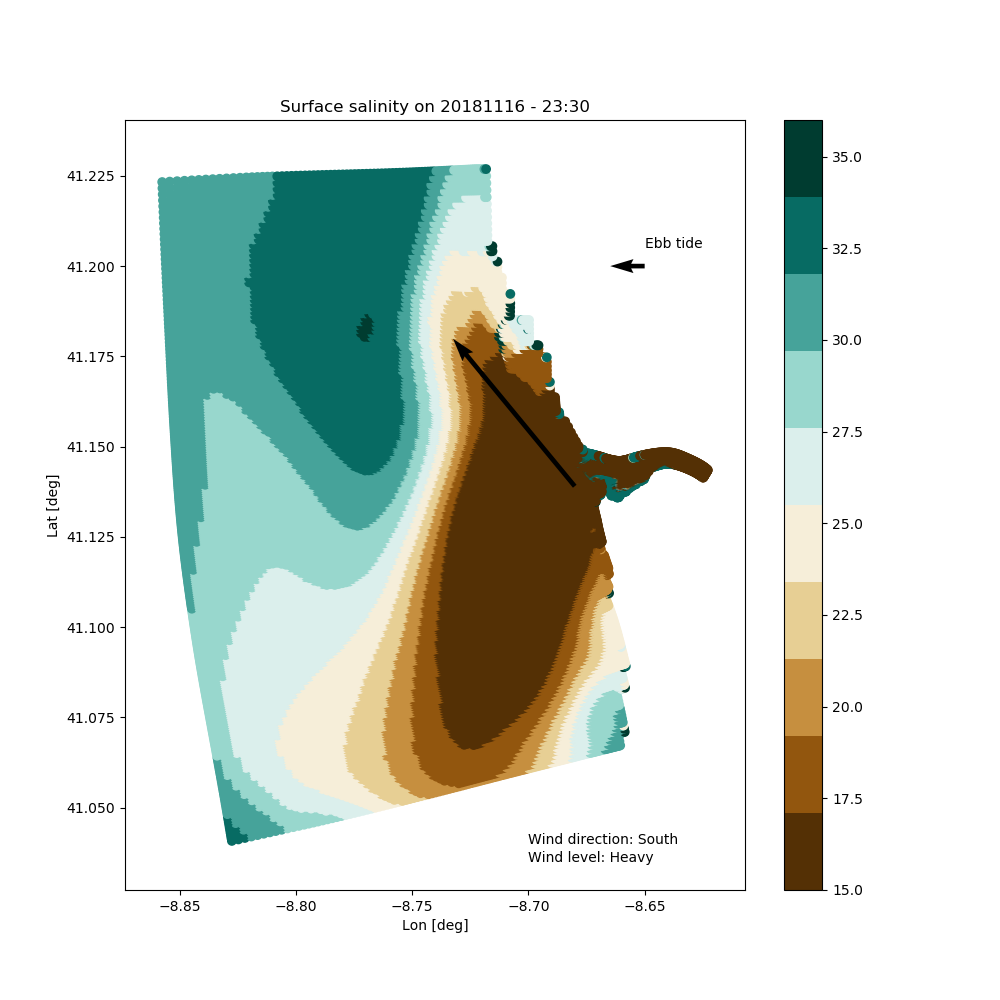 Surface salinity on 20181116 - 23:30
35.0
41.225
Ebb tide
32.5
41.200
30.0
41.175
27.5
41.150
Lat [deg]
25.0
41.125
22.5
41.100
20.0
41.075
17.5
41.050
Wind direction: South
Wind level: Heavy
15.0
−8.85 −8.80 −8.75 −8.70 −8.65
Lon [deg]